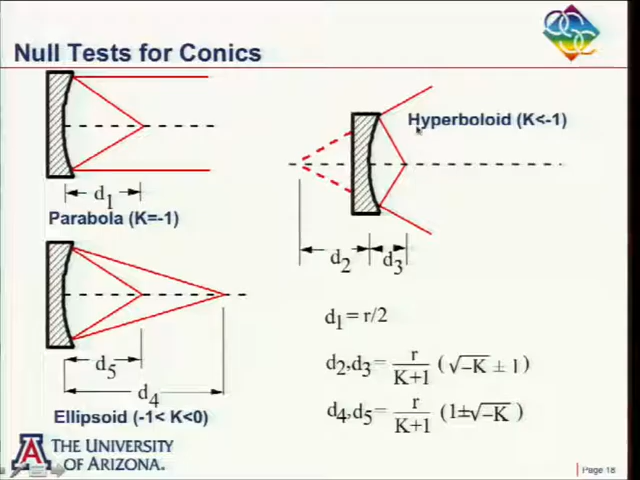 Null Tests for Conics
Hyperboloid (K<-1)
d1
Parabola (K=-1)
d2
d3
d1= r/2
d5
d2,d3= r/K+1 (√-K ± 1)
d4
d4,d5= r/K+1 (1±√-K)
Ellipsoid (-1< K<0)
THE UNIVERSITY
OF ARIZONA.
Page 18